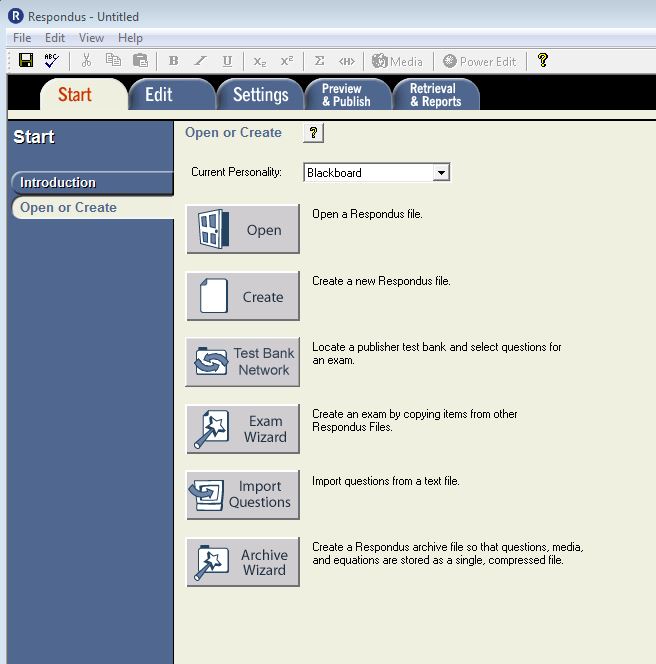 R Respondus - Untitled
File Edit View Help
ABC B I U X₂ X² Σ <H> Media Power Edit ?
Start Edit Settings Preview & Publish Retrieval & Reports
Start
Introduction
Open or Create
Open or Create ?
Current Personality: Blackboard
Open
Open a Respondus file.
Create
Create a new Respondus file.
Test Bank
Network
Locate a publisher test bank and select questions for
an exam.
Exam
Wizard
Create an exam by copying items from other
Respondus Files.
Import
Questions
Import questions from a text file.
Archive
Wizard
Create a Respondus archive file so that questions, media,
and equations are stored as a single, compressed file.